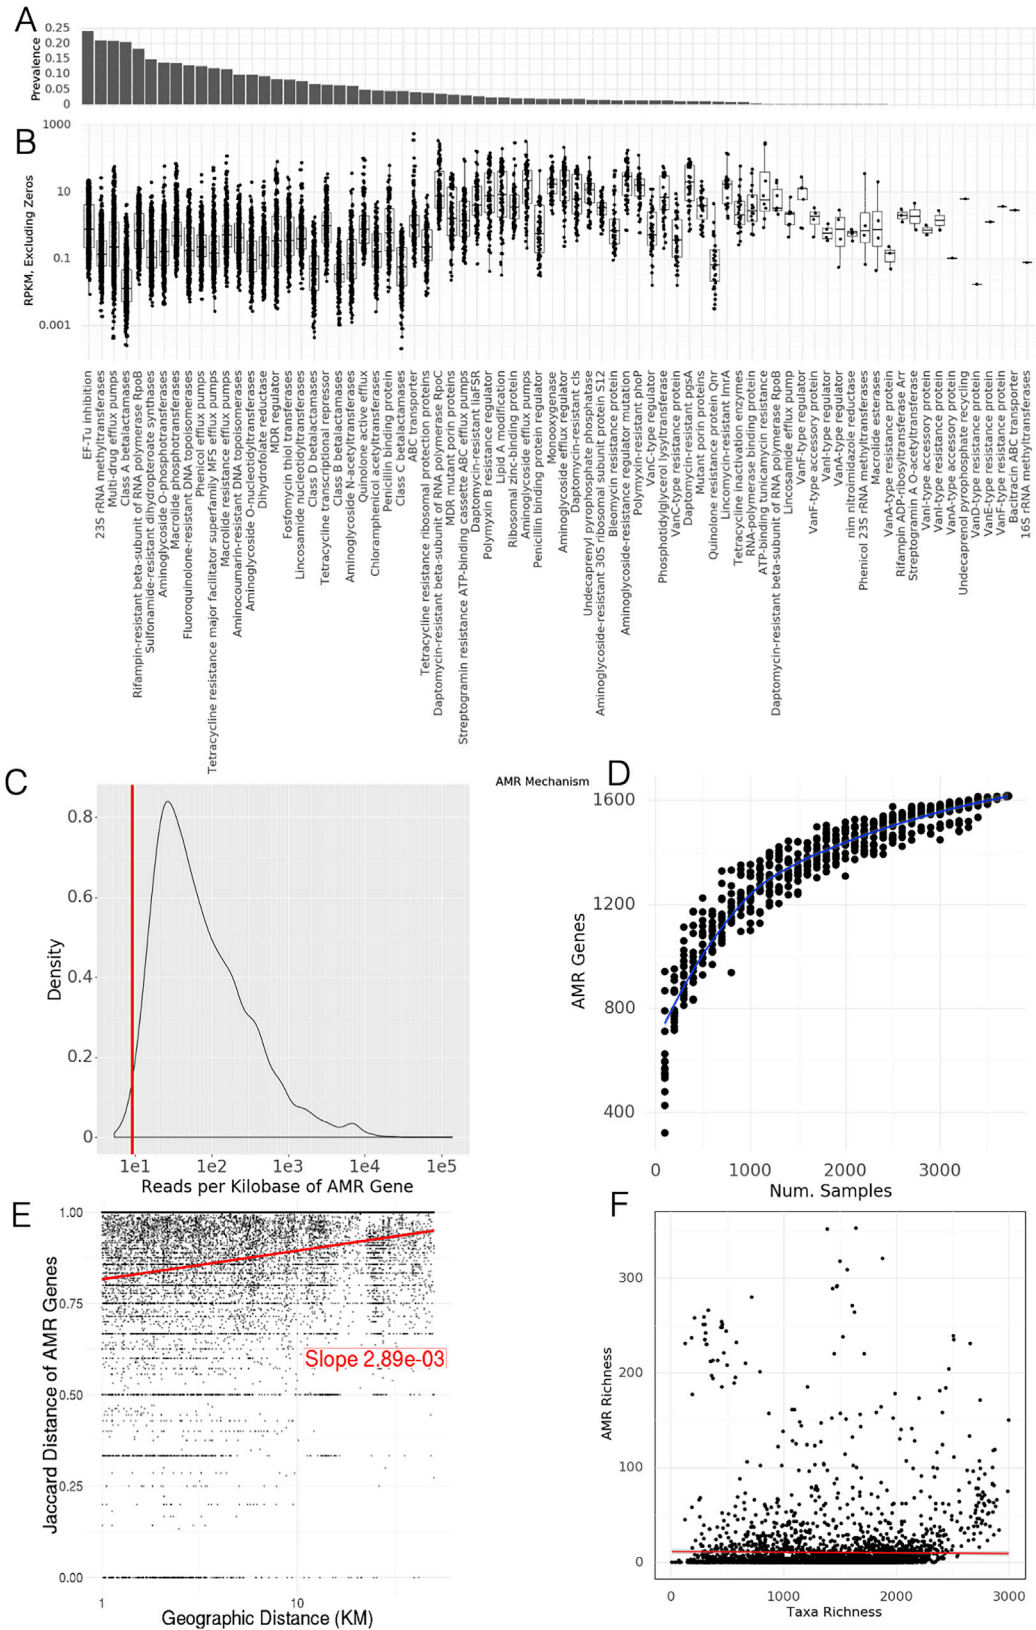 A
0.25
0.20
0.15
0.10
0.05
0
Prevalence
B
1000
10
0.1
0.001
RPKM, Excluding Zeros
EF-Tu inhibition
23S rRNA methyltransferases
Multi-drug efflux pumps
Class A betalactamases
Rifampin-resistant beta-subunit of RNA polymerase RpoB
Sulfonamide-resistant dihydropteroate synthases
Aminoglycoside O-phosphotransferases
Macrolide phosphotransferases
Fluoroquinolone-resistant DNA topoisomerases
Phenicol efflux pumps
Tetracycline resistance major facilitator superfamily MFS efflux pumps
Macrolide resistance efflux pumps
Aminocoumarin-resistant DNA topoisomerases
Aminoglycoside O-nucleotidyltransferases
Dihydrofolate reductase
MDR regulator
Fosfomycin thiol transferases
Lincosamide nucleotidyltransferases
Class D betalactamases
Tetracycline transcriptional repressor
Class B betalactamases
Aminoglycoside N-acetyltransferases
Quinolone active efflux
Chloramphenicol acetyltransferases
Penicillin binding protein
Class C betalactamases
ABC transporter
Tetracycline resistance ribosomal protection proteins
Daptomycin-resistant beta-subunit of RNA polymerase RpoC
MDR mutant porin proteins
Streptogramin resistance ATP-binding cassette ABC efflux pumps
Daptomycin-resistant liaFSR
Polymyxin B resistance regulator
Lipid A modification
Ribosomal zinc-binding protein
Aminoglycoside efflux pumps
Penicillin binding protein regulator
Monooxygenase
Aminoglycoside efflux regulator
Daptomycin-resistant cls
Undecaprenyl pyrophosphate phosphatase
Aminoglycoside-resistant 30S ribosomal subunit protein S12
Bleomycin resistance protein
Aminoglycoside-resistance regulator mutation
Polymyxin-resistant phoP
VanC-type regulator
Phosphotidylglycerol lysyltransferase
VanC-type resistance protein
Daptomycin-resistant pgsA
Mutant porin proteins
Quinolone resistance protein Qnr
Lincomycin-resistant lmrA
Tetracycline inactivation enzymes
RNA-polymerase binding protein
ATP-binding tunicamycin resistance
Daptomycin-resistant beta-subunit of RNA polymerase RpoB
Lincosamide efflux pump
VanF-type regulator
VanF-type accessory protein
VanI-type regulator
VanA-type regulator
nim nitroimidazole reductase
Phenicol 23S rRNA methyltransferases
Macrolide esterases
VanA-type resistance protein
Rifampin ADP-ribosyltransferase Arr
Streptogramin A O-acetyltransferase
VanI-type accessory protein
VanI-type resistance protein
VanA-type accessory protein
Undecaprenol pyrophosphate recycling
VanD-type resistance protein
VanE-type resistance protein
VanF-type resistance protein
Bacitracin ABC transporter
16S rRNA methyltransferases
AMR Mechanism
C
0.8
0.6
0.4
0.2
0
Density
1e1 1e2 1e3 1e4 1e5
Reads per Kilobase of AMR Gene
D
1600
1200
800
400
AMR Genes
0 1000 2000 3000
Num. Samples
E
1.00
0.75
0.50
0.25
0.00
Jaccard Distance of AMR Genes
Slope 2.89e-03
1 10
Geographic Distance (KM)
F
300
200
100
0
AMR Richness
0 1000 2000 3000
Taxa Richness